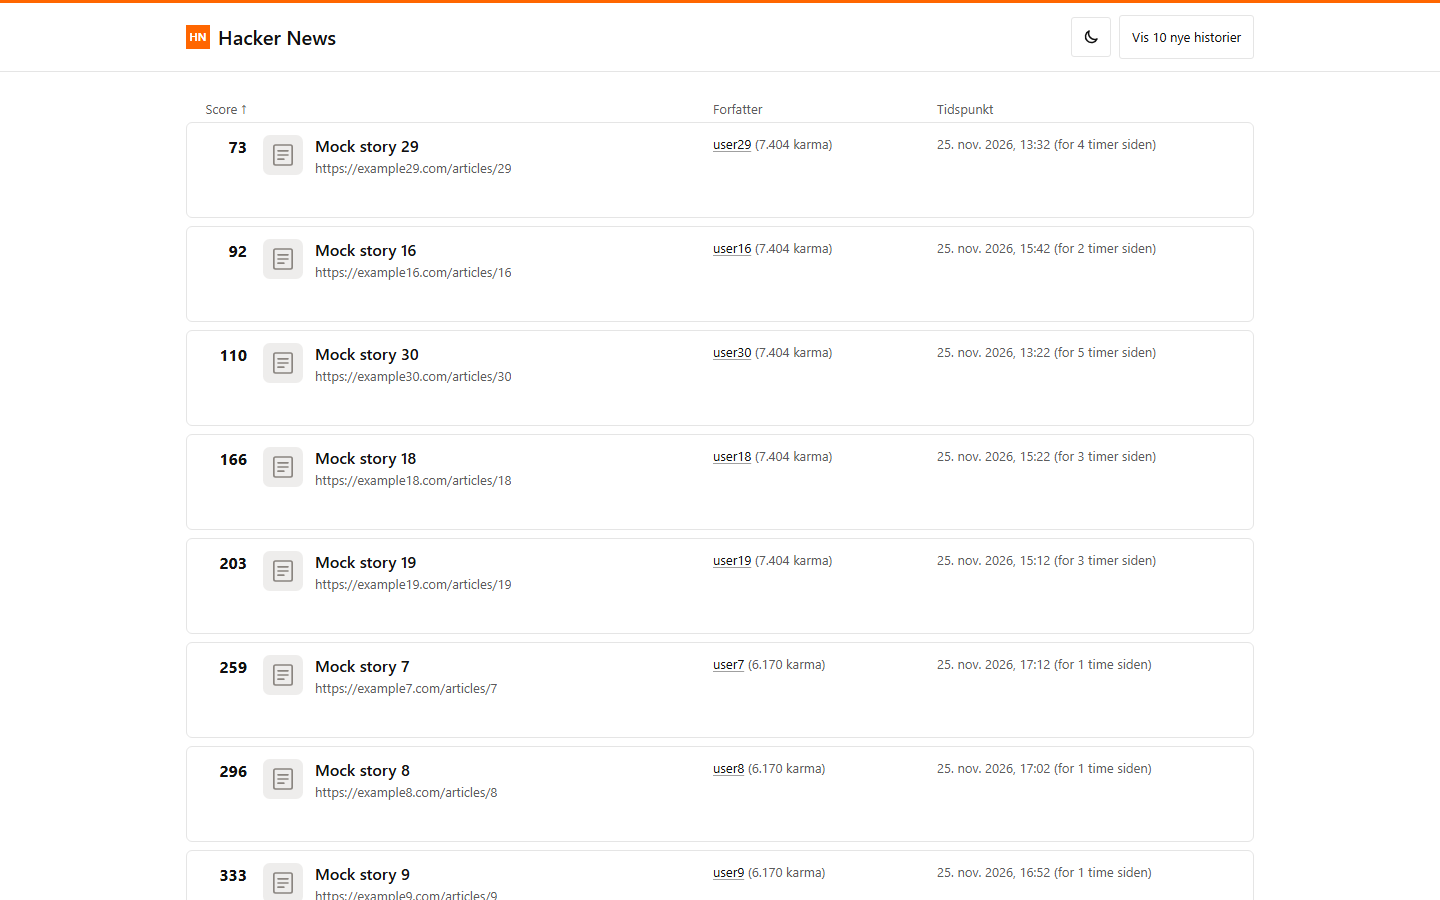 HN Hacker News
Vis 10 nye historier
Score ↑ Forfatter Tidspunkt
73 Mock story 29 user29 (7.404 karma) 25. nov. 2026, 13:32 (for 4 timer siden)
https://example29.com/articles/29
92 Mock story 16 user16 (7.404 karma) 25. nov. 2026, 15:42 (for 2 timer siden)
https://example16.com/articles/16
110 Mock story 30 user30 (7.404 karma) 25. nov. 2026, 13:22 (for 5 timer siden)
https://example30.com/articles/30
166 Mock story 18 user18 (7.404 karma) 25. nov. 2026, 15:22 (for 3 timer siden)
https://example18.com/articles/18
203 Mock story 19 user19 (7.404 karma) 25. nov. 2026, 15:12 (for 3 timer siden)
https://example19.com/articles/19
259 Mock story 7 user7 (6.170 karma) 25. nov. 2026, 17:12 (for 1 time siden)
https://example7.com/articles/7
296 Mock story 8 user8 (6.170 karma) 25. nov. 2026, 17:02 (for 1 time siden)
https://example8.com/articles/8
333 Mock story 9 user9 (6.170 karma) 25. nov. 2026, 16:52 (for 1 time siden)
https://example9.com/articles/9